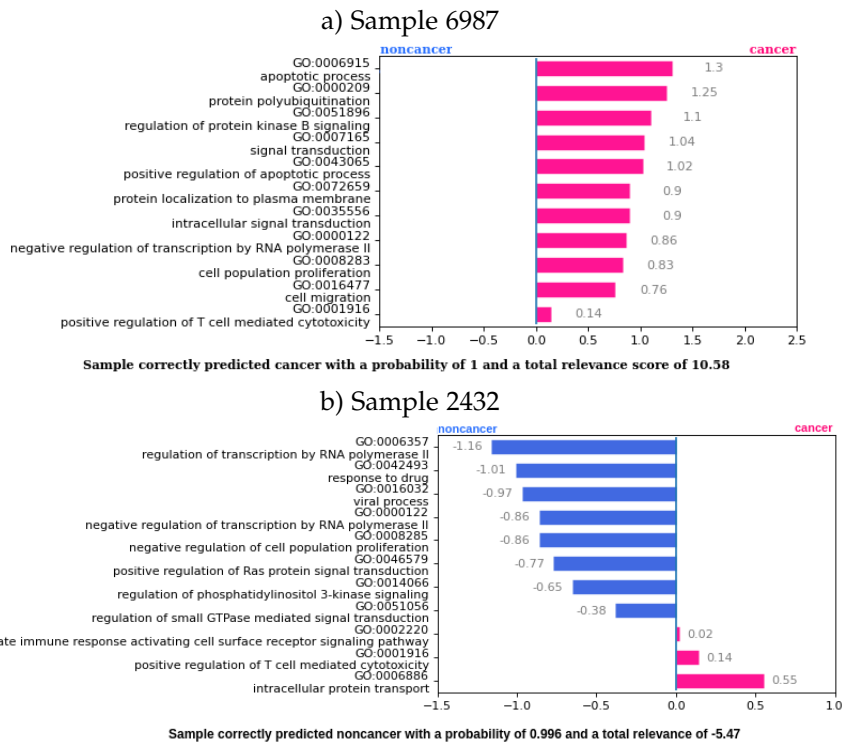 a) Sample 6987
noncancer cancer
GO:0006915
apoptotic process
1.3
GO:0000209
protein polyubiquitination
1.25
GO:0051896
regulation of protein kinase B signaling
1.1
GO:0007165
signal transduction
1.04
GO:0043065
positive regulation of apoptotic process
1.02
GO:0072659
protein localization to plasma membrane
0.9
GO:0035556
intracellular signal transduction
0.9
GO:0000122
negative regulation of transcription by RNA polymerase II
0.86
GO:0008283
cell population proliferation
0.83
GO:0016477
cell migration
0.76
GO:0001916
positive regulation of T cell mediated cytotoxicity
0.14
−1.5 −1.0 −0.5 0.0 0.5 1.0 1.5 2.0 2.5
Sample correctly predicted cancer with a probability of 1 and a total relevance score of 10.58
b) Sample 2432
noncancer cancer
GO:0006357
regulation of transcription by RNA polymerase II
-1.16
GO:0042493
response to drug
-1.01
GO:0016032
viral process
-0.97
GO:0000122
negative regulation of transcription by RNA polymerase II
-0.86
GO:0008285
negative regulation of cell population proliferation
-0.86
GO:0046579
positive regulation of Ras protein signal transduction
-0.77
GO:0014066
regulation of phosphatidylinositol 3-kinase signaling
-0.65
GO:0051056
regulation of small GTPase mediated signal transduction
-0.38
GO:0002220
ate immune response activating cell surface receptor signaling pathway
0.02
GO:0001916
positive regulation of T cell mediated cytotoxicity
0.14
GO:0006886
intracellular protein transport
0.55
−1.5 −1.0 −0.5 0.0 0.5 1.0
Sample correctly predicted noncancer with a probability of 0.996 and a total relevance of -5.47